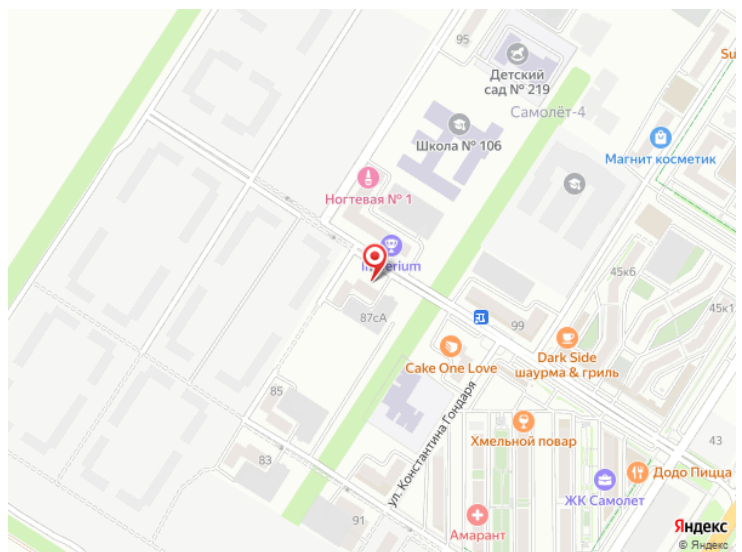 95
Детский
сад № 219
Самолёт-4
Su
Школа № 106
Магнит косметик
Ногтевая № 1
45к6
45к1
87сА
99
Cake One Love
Dark Side
шаурма & гриль
85
ул. Константина Гондаря
Хмельной повар
43
83
Додо Пицца
ЖК Самолет
91
Амарант
Яндекс
© Яндекс